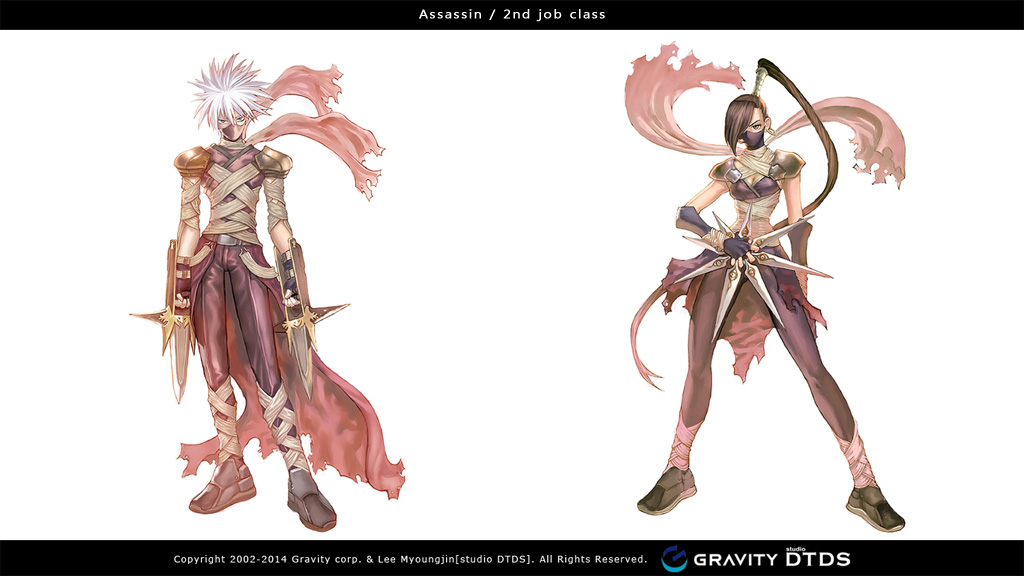 Assassin / 2nd job class
Copyright 2002-2014 Gravity corp. & Lee Myoungjin[studio DTDS]. All Rights Reserved.
GRAVITY studio DTDS